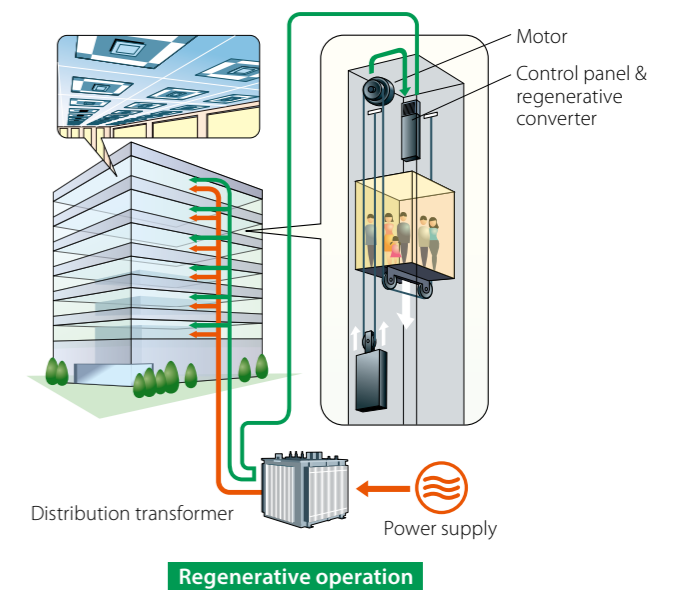 Motor
Control panel &
regenerative
converter
Distribution transformer
Power supply
Regenerative operation